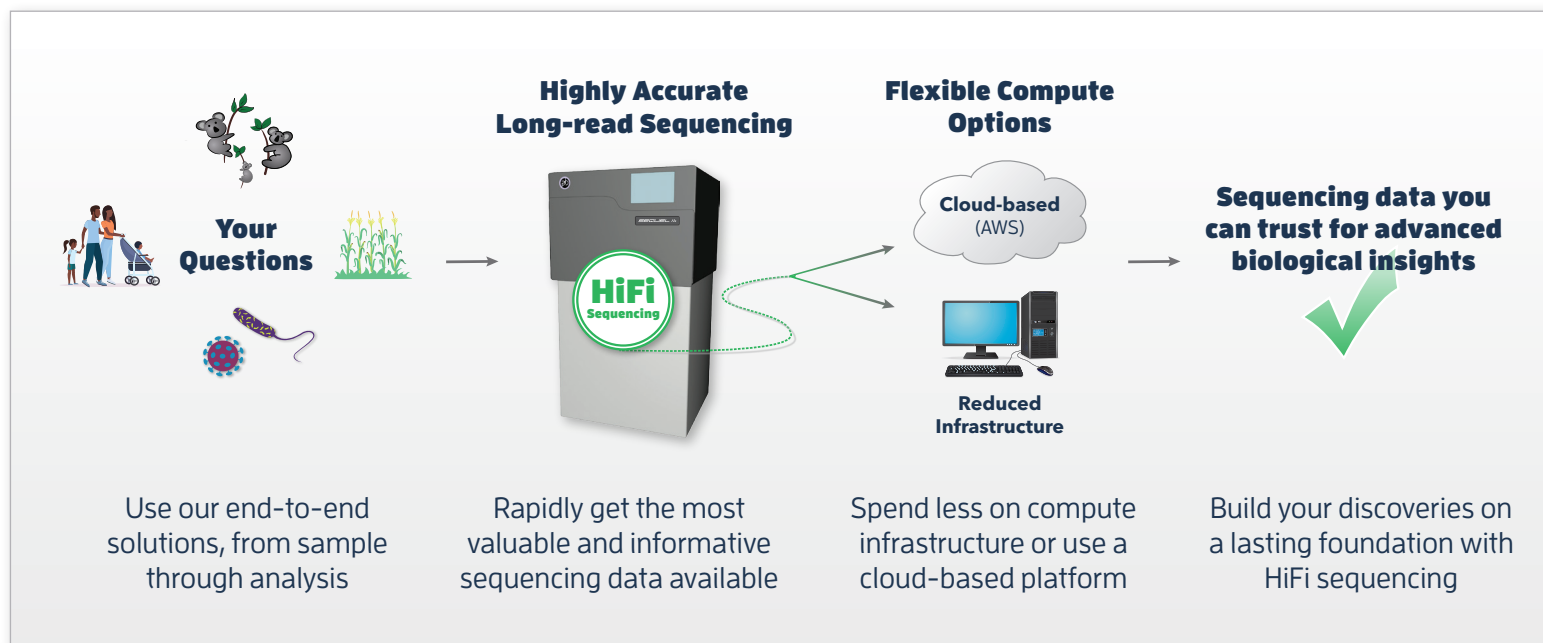 Your
Questions
Use our end-to-end
solutions, from sample
through analysis
Highly Accurate
Long-read Sequencing
SEQUEL IIe
HiFi
Sequencing
Rapidly get the most
valuable and informative
sequencing data available
Flexible Compute
Options
Cloud-based
(AWS)
Reduced
Infrastructure
Spend less on compute
infrastructure or use a
cloud-based platform
Sequencing data you
can trust for advanced
biological insights
Build your discoveries on
a lasting foundation with
HiFi sequencing